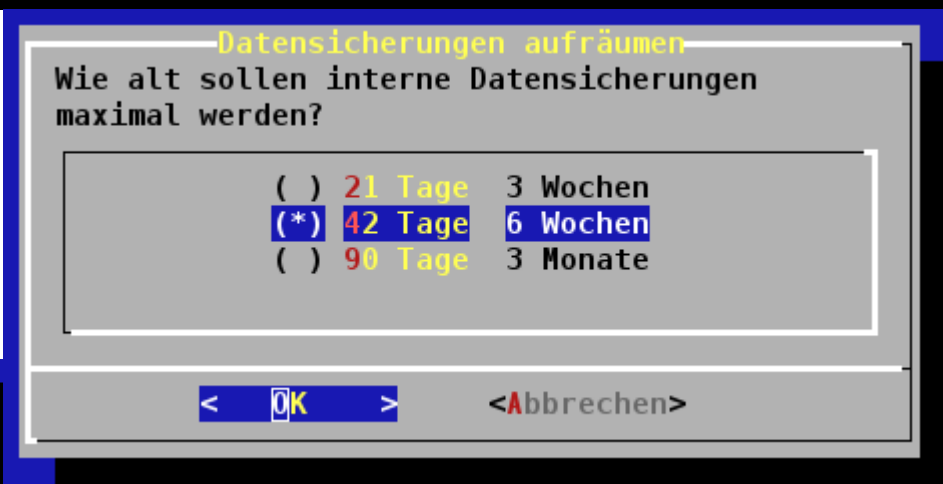 Datensicherungen aufräumen
Wie alt sollen interne Datensicherungen
maximal werden?
( ) 21 Tage 3 Wochen
(*) 42 Tage 6 Wochen
( ) 90 Tage 3 Monate
< OK > <Abbrechen>